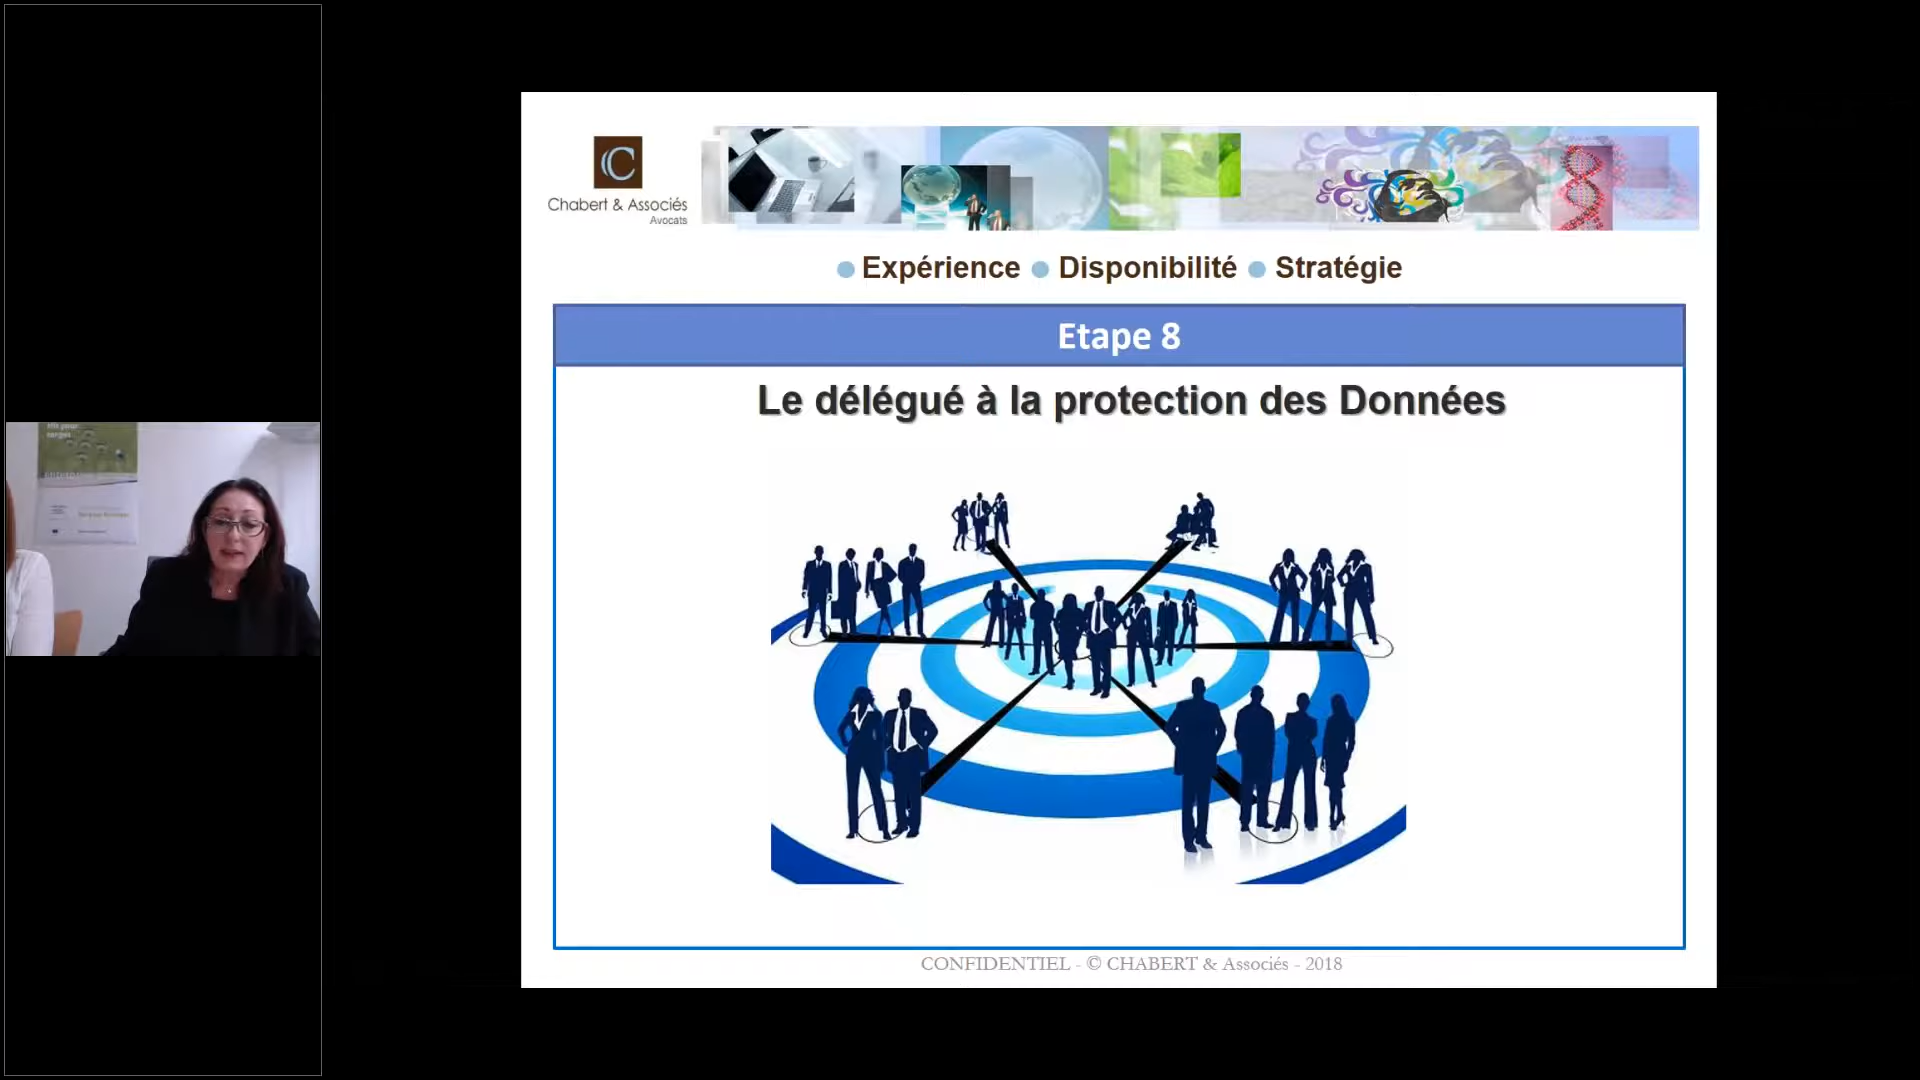 C
Chabert & Associés
Avocats
Expérience Disponibilité Stratégie
Etape 8
Le délégué à la protection des Données
CONFIDENTIEL - © CHABERT & Associés - 2018